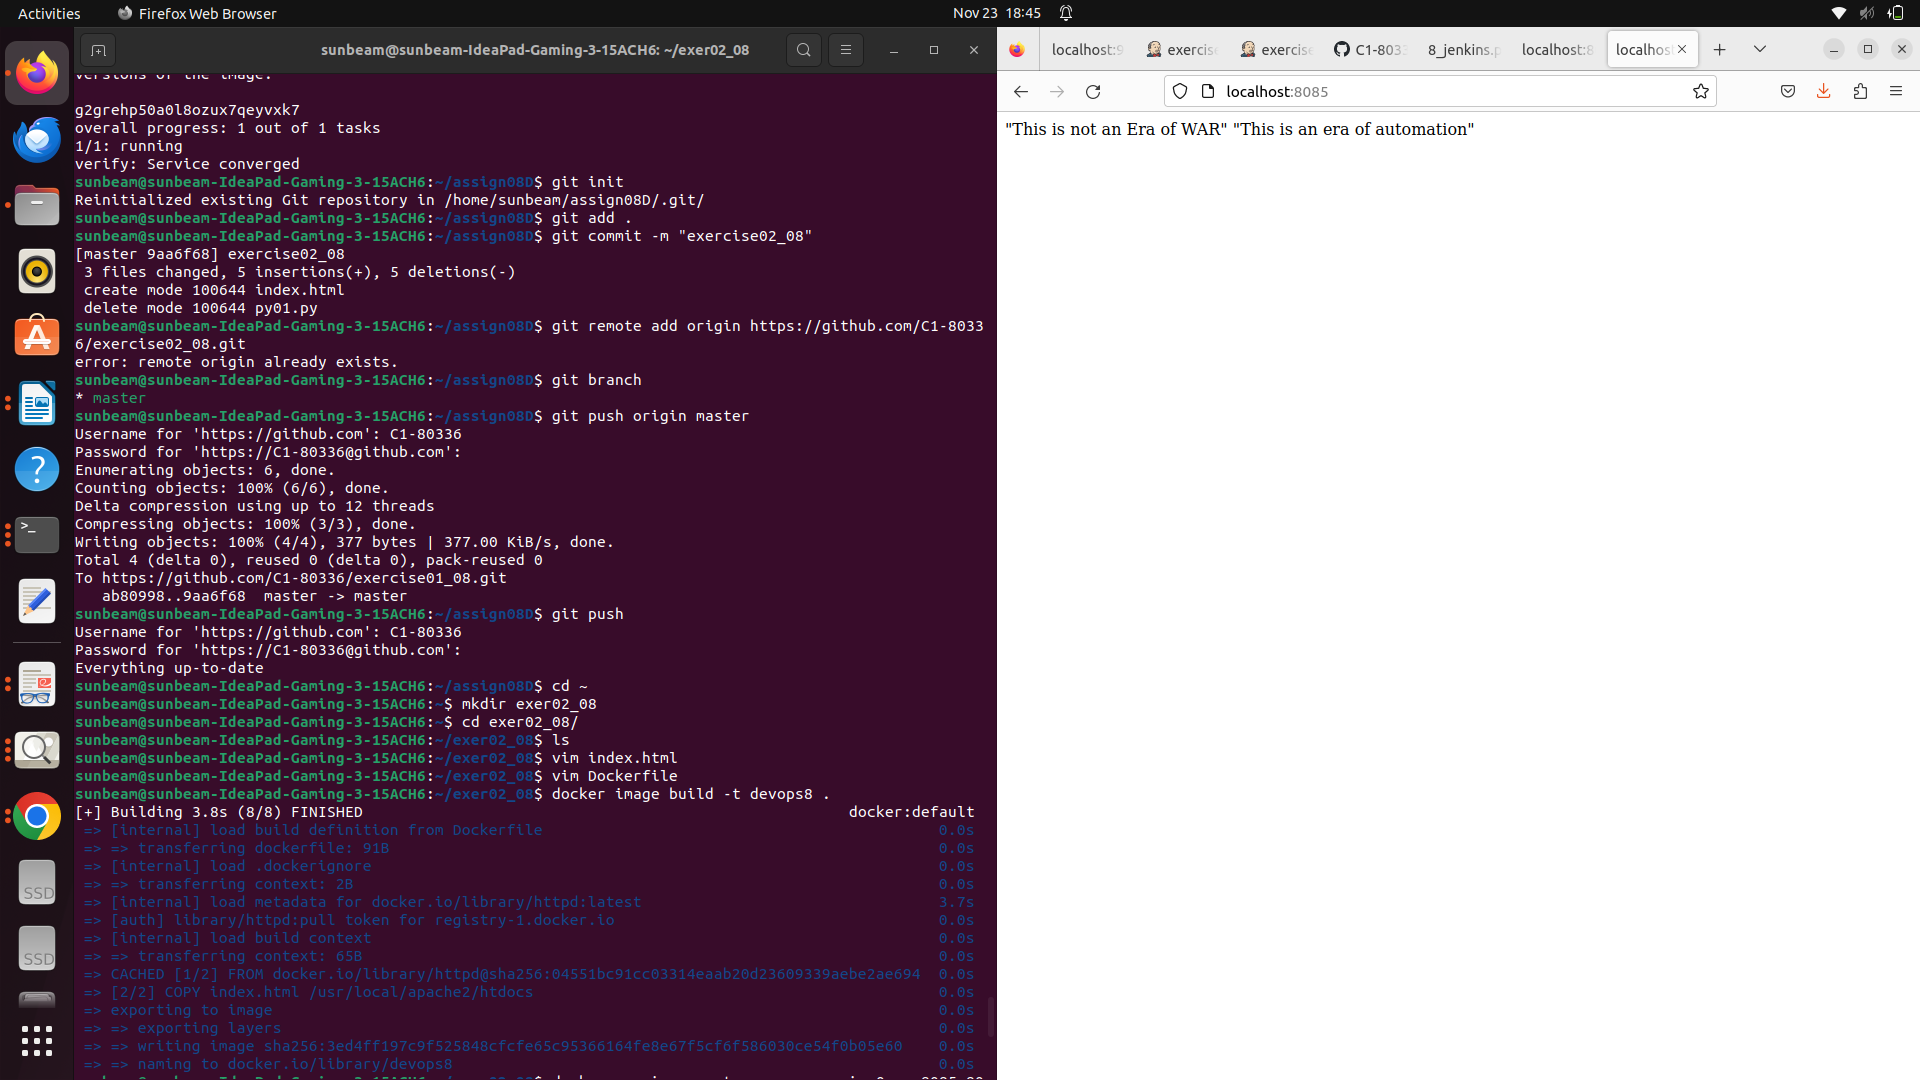 Activities
Firefox Web Browser
Nov 23 18:45
sunbeam@sunbeam-IdeaPad-Gaming-3-15ACH6: ~/exer02_08
versions of the image.
g2grehp50a0l8ozux7qeyvxk7
overall progress: 1 out of 1 tasks
1/1: running
verify: Service converged
sunbeam@sunbeam-IdeaPad-Gaming-3-15ACH6:~/assign08D$ git init
Reinitialized existing Git repository in /home/sunbeam/assign08D/.git/
sunbeam@sunbeam-IdeaPad-Gaming-3-15ACH6:~/assign08D$ git add .
sunbeam@sunbeam-IdeaPad-Gaming-3-15ACH6:~/assign08D$ git commit -m "exercise02_08"
[master 9aa6f68] exercise02_08
3 files changed, 5 insertions(+), 5 deletions(-)
create mode 100644 index.html
delete mode 100644 py01.py
sunbeam@sunbeam-IdeaPad-Gaming-3-15ACH6:~/assign08D$ git remote add origin https://github.com/C1-8033
6/exercise02_08.git
error: remote origin already exists.
sunbeam@sunbeam-IdeaPad-Gaming-3-15ACH6:~/assign08D$ git branch
* master
sunbeam@sunbeam-IdeaPad-Gaming-3-15ACH6:~/assign08D$ git push origin master
Username for 'https://github.com': C1-80336
Password for 'https://C1-80336@github.com':
Enumerating objects: 6, done.
Counting objects: 100% (6/6), done.
Delta compression using up to 12 threads
Compressing objects: 100% (3/3), done.
Writing objects: 100% (4/4), 377 bytes | 377.00 KiB/s, done.
Total 4 (delta 0), reused 0 (delta 0), pack-reused 0
To https://github.com/C1-80336/exercise01_08.git
ab80998..9aa6f68  master -> master
sunbeam@sunbeam-IdeaPad-Gaming-3-15ACH6:~/assign08D$ git push
Username for 'https://github.com': C1-80336
Password for 'https://C1-80336@github.com':
Everything up-to-date
sunbeam@sunbeam-IdeaPad-Gaming-3-15ACH6:~/assign08D$ cd ~
sunbeam@sunbeam-IdeaPad-Gaming-3-15ACH6:~$ mkdir exer02_08
sunbeam@sunbeam-IdeaPad-Gaming-3-15ACH6:~$ cd exer02_08/
sunbeam@sunbeam-IdeaPad-Gaming-3-15ACH6:~/exer02_08$ ls
sunbeam@sunbeam-IdeaPad-Gaming-3-15ACH6:~/exer02_08$ vim index.html
sunbeam@sunbeam-IdeaPad-Gaming-3-15ACH6:~/exer02_08$ vim Dockerfile
sunbeam@sunbeam-IdeaPad-Gaming-3-15ACH6:~/exer02_08$ docker image build -t devops8 .
[+] Building 3.8s (8/8) FINISHED docker:default
=> [internal] load build definition from Dockerfile 0.0s
=> => transferring dockerfile: 91B 0.0s
=> [internal] load .dockerignore 0.0s
=> => transferring context: 2B 0.0s
=> [internal] load metadata for docker.io/library/httpd:latest 3.7s
=> [auth] library/httpd:pull token for registry-1.docker.io 0.0s
=> [internal] load build context 0.0s
=> => transferring context: 65B 0.0s
=> CACHED [1/2] FROM docker.io/library/httpd@sha256:04551bc91cc03314eaab20d23609339aebe2ae694 0.0s
=> [2/2] COPY index.html /usr/local/apache2/htdocs 0.0s
=> exporting to image 0.0s
=> => exporting layers 0.0s
=> => writing image sha256:3ed4ff197c9f525848cfcfe65c95366164fe8e67f5cf6f586030ce54f0b05e60 0.0s
=> => naming to docker.io/library/devops8 0.0s
SSD
SSD
localhost:9
exercise
exercise
C1-8033
8_jenkins.p
localhost:8
localhost
localhost:8085
"This is not an Era of WAR" "This is an era of automation"